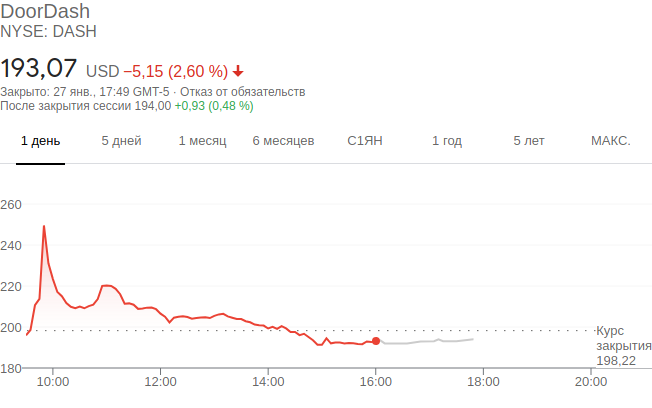 DoorDash
NYSE: DASH
193,07 USD −5,15 (2,60 %)
Закрыто: 27 янв., 17:49 GMT-5 · Отказ от обязательств
После закрытия сессии 194,00 +0,93 (0,48 %)
1 день 5 дней 1 месяц 6 месяцев С1ЯН 1 год 5 лет МАКС.
260
240
220
200
Курс
закрытия
198,22
180
10:00 12:00 14:00 16:00 18:00 20:00